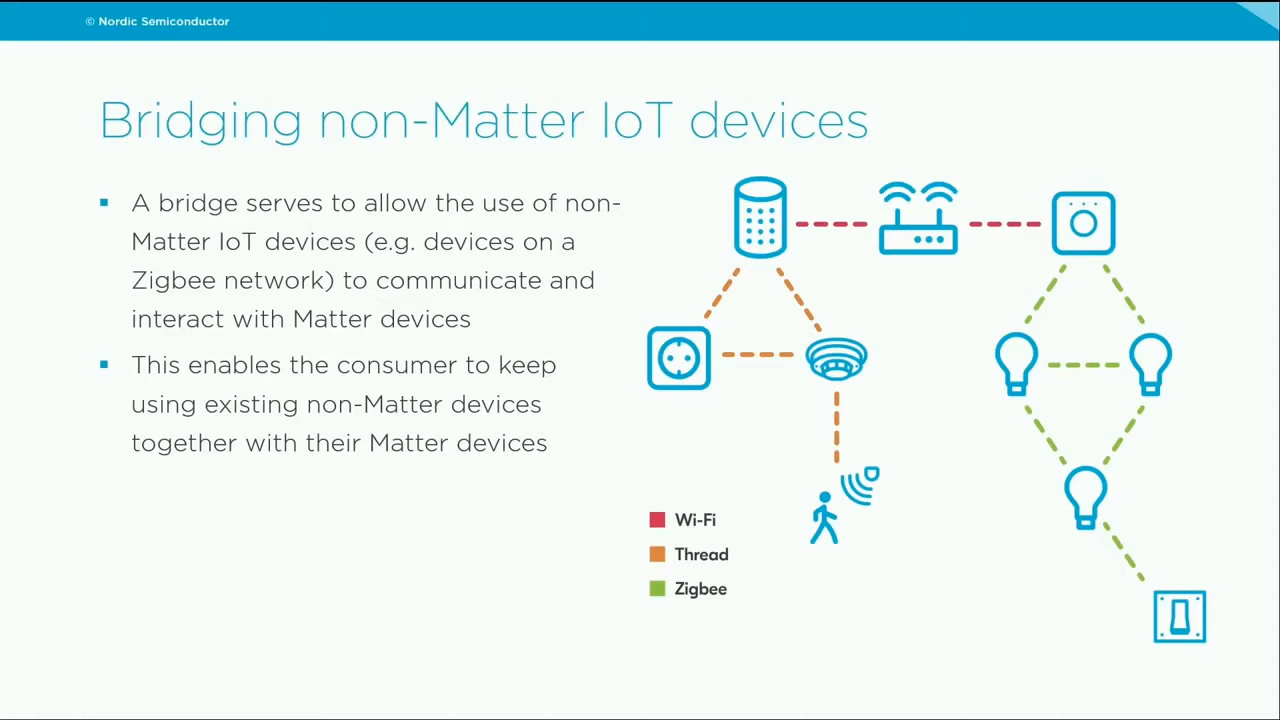 © Nordic Semiconductor
Bridging non-Matter IoT devices
▪ A bridge serves to allow the use of non-
Matter IoT devices (e.g. devices on a
Zigbee network) to communicate and
interact with Matter devices
▪ This enables the consumer to keep
using existing non-Matter devices
together with their Matter devices
Wi-Fi
Thread
Zigbee